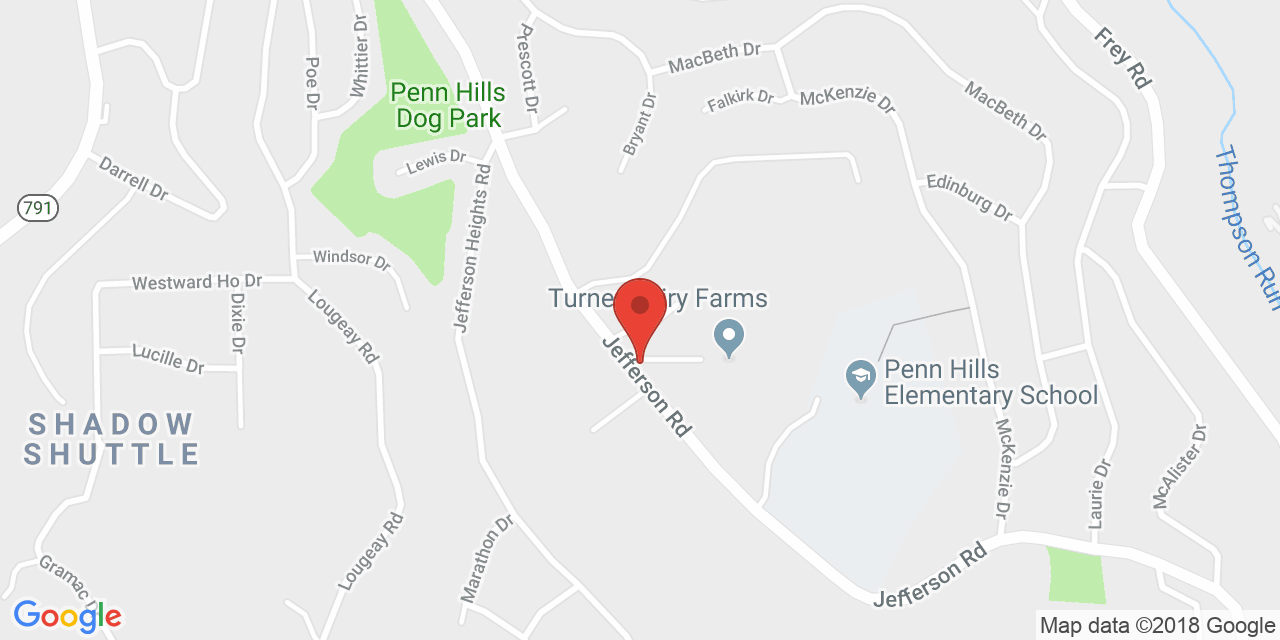 Frey Rd
Whittier Dr
Poe Dr
Prescott Dr
MacBeth Dr
Penn Hills
Dog Park
Falkirk Dr
McKenzie Dr
MacBeth Dr
Bryant Dr
Lewis Dr
Darrell Dr
Edinburg Dr
791
Thompson Run
Jefferson Heights Rd
Windsor Dr
Westward Ho Dr
Dixie Dr
Lougeay Rd
Farms
Lucille Dr
Jefferson Rd
Penn Hills
Elementary School
SHADOW
SHUTTLE
McKenzie Dr
McAlister Dr
Laurie Dr
Lougeay Rd
Marathon Dr
Jefferson Rd
Gramac
Google
Map data ©2018 Google